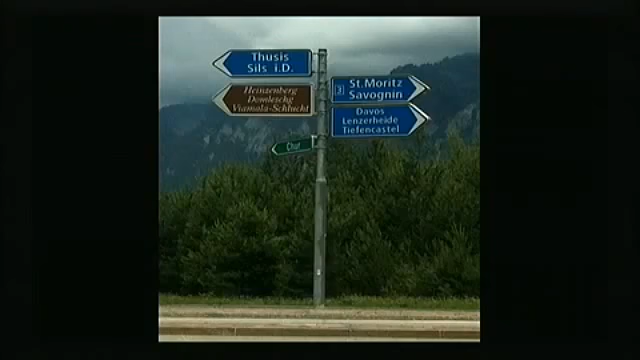 Thusis
Sils i.D.
Heinzenberg
Domleschg
Viamala-Schlucht
Chur
3 St.Moritz
Savognin
Davos
Lenzerheide
Tiefencastel